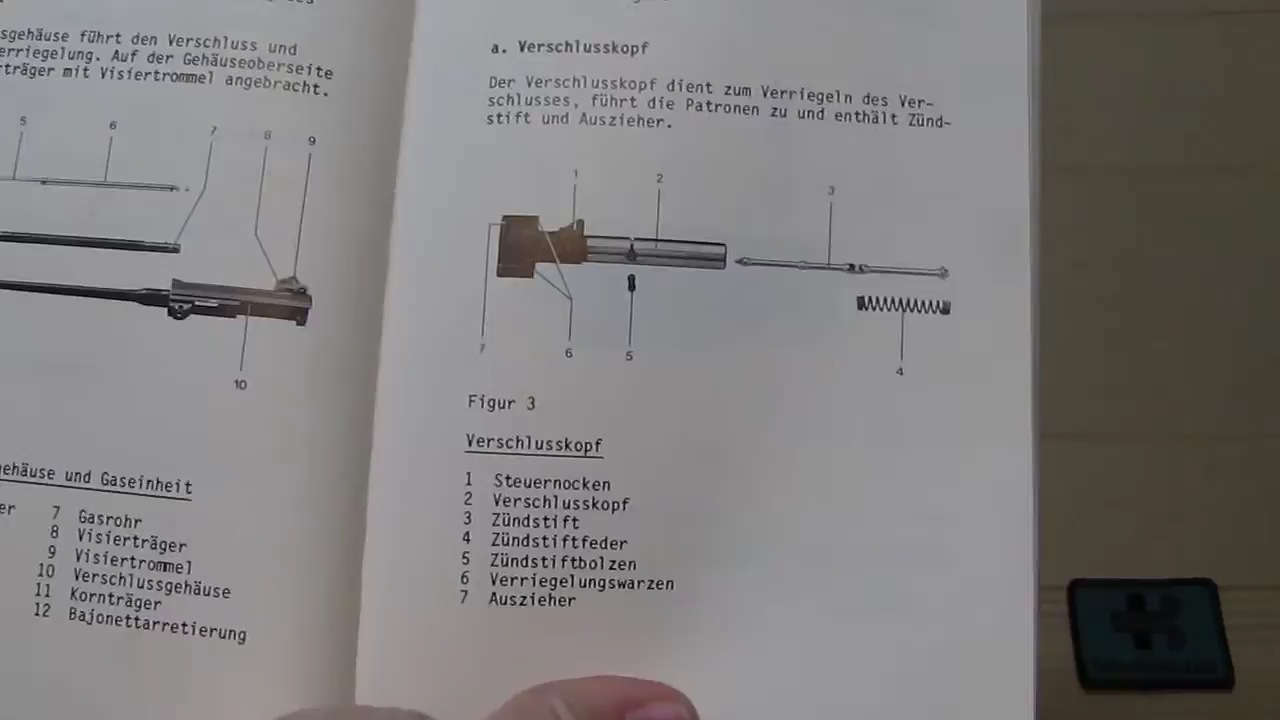 sgehäuse führt den Verschluss und
erriegelung. Auf der Gehäuseoberseite
rträger mit Visiertrommel angebracht.
5 6 7 8 9
10
gehäuse und Gaseinheit
er 7 Gasrohr
8 Visierträger
9 Visiertrommel
10 Verschlussgehäuse
11 Kornträger
12 Bajonettarretierung
a. Verschlusskopf
Der Verschlusskopf dient zum Verriegeln des Ver-
schlusses, führt die Patronen zu und enthält Zünd-
stift und Auszieher.
1 2 3
7 6 5 4
Figur 3
Verschlusskopf
1 Steuernocken
2 Verschlusskopf
3 Zündstift
4 Zündstiftfeder
5 Zündstiftbolzen
6 Verriegelungswarzen
7 Auszieher